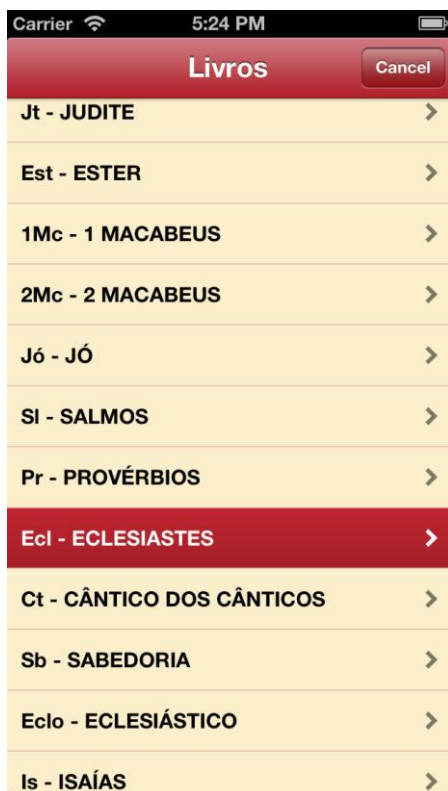 Carrier 5:24 PM
Livros Cancel
Jt - JUDITE
Est - ESTER
1Mc - 1 MACABEUS
2Mc - 2 MACABEUS
Jó - JÓ
Sl - SALMOS
Pr - PROVÉRBIOS
Ecl - ECLESIASTES
Ct - CÂNTICO DOS CÂNTICOS
Sb - SABEDORIA
Eclo - ECLESIÁSTICO
Is - ISAÍAS